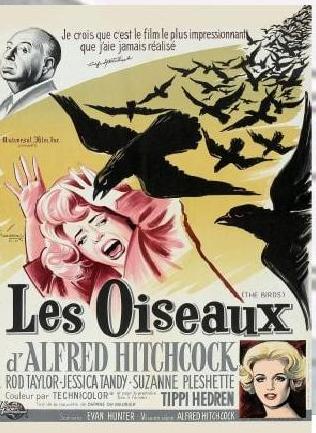 Je crois que c'est le film le plus impressionnant
que j'aie jamais réalisé
Universal Film S.A.
(THE BIRDS)
Les Oiseaux
d'ALFRED HITCHCOCK
ROD TAYLOR-JESSICA TANDY - SUZANNE PLESHETTE
Couleur par TECHNICOLOR
TIPPI HEDREN
EVAN HUNTER
ALFRED HITCHCOCK